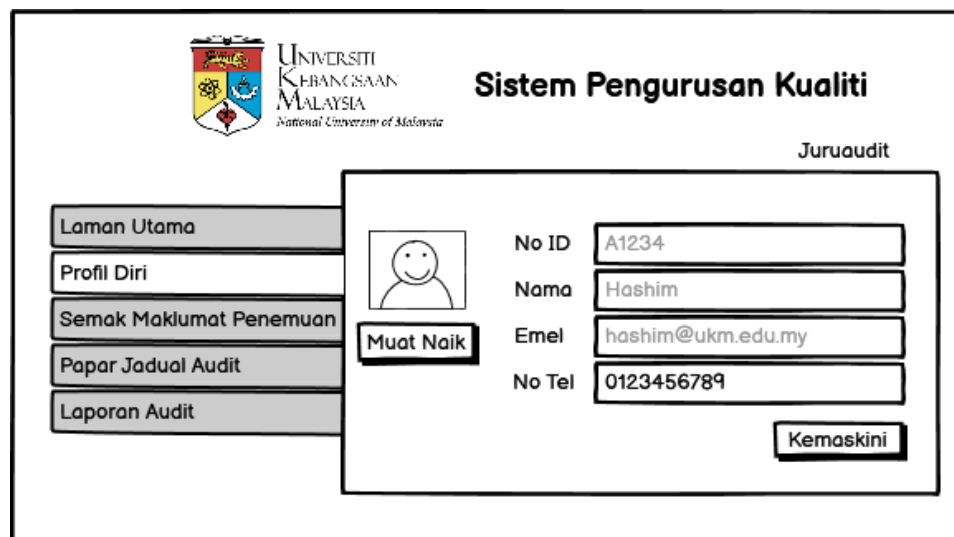 UNIVERSITI
KEBANGSAAN
MALAYSIA
National University of Malaysia
Sistem Pengurusan Kualiti
Juruaudit
Laman Utama
Profil Diri
Semak Maklumat Penemuan
Papar Jadual Audit
Laporan Audit
Muat Naik
No ID A1234
Nama Hashim
Emel hashim@ukm.edu.my
No Tel 0123456789
Kemaskini